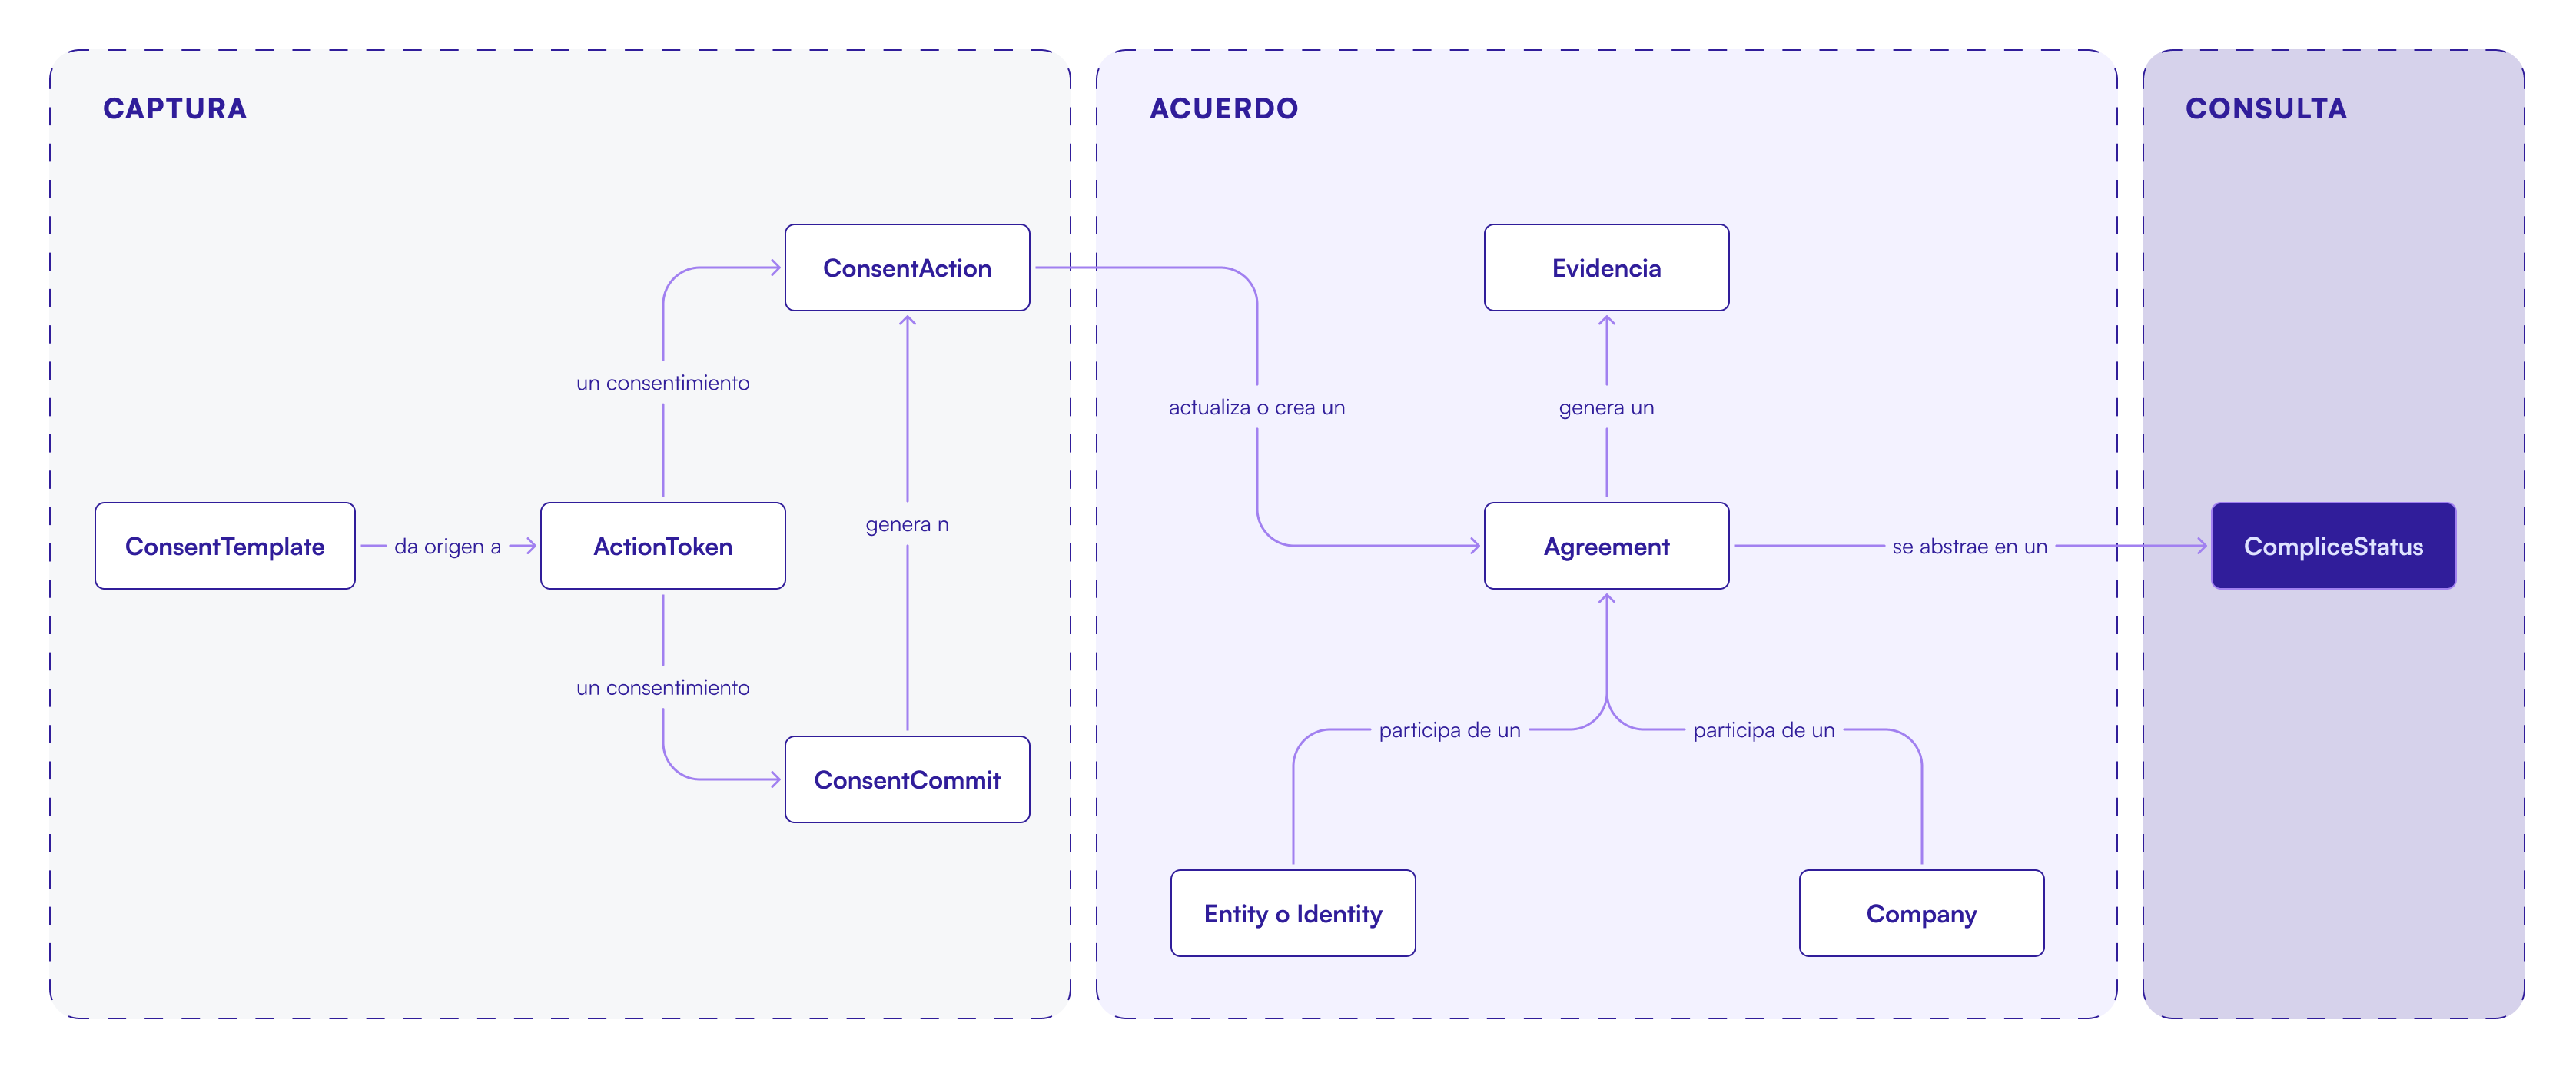 CAPTURA
ConsentAction
un consentimiento
ConsentTemplate
da origen a
ActionToken
genera n
un consentimiento
ConsentCommit
ACUERDO
Evidencia
actualiza o crea un
genera un
Agreement
se abstrae en un
participa de un
participa de un
Entity o Identity
Company
CONSULTA
CompliceStatus